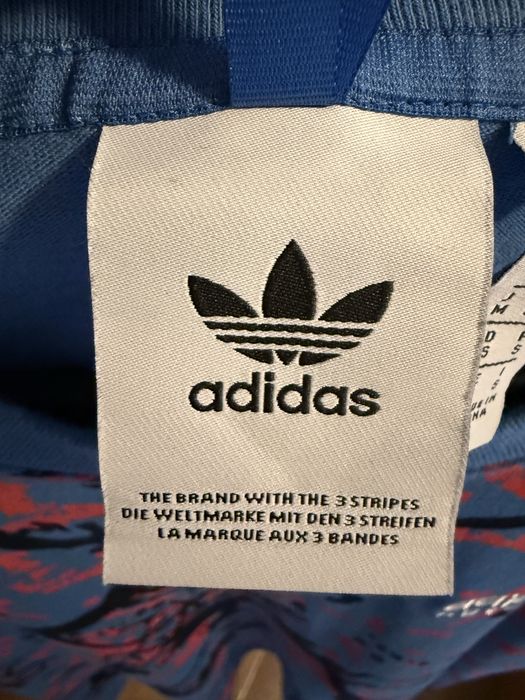 adidas
THE BRAND WITH THE 3 STRIPES
DIE WELTMARKE MIT DEN 3 STREIFEN
LA MARQUE AUX 3 BANDES